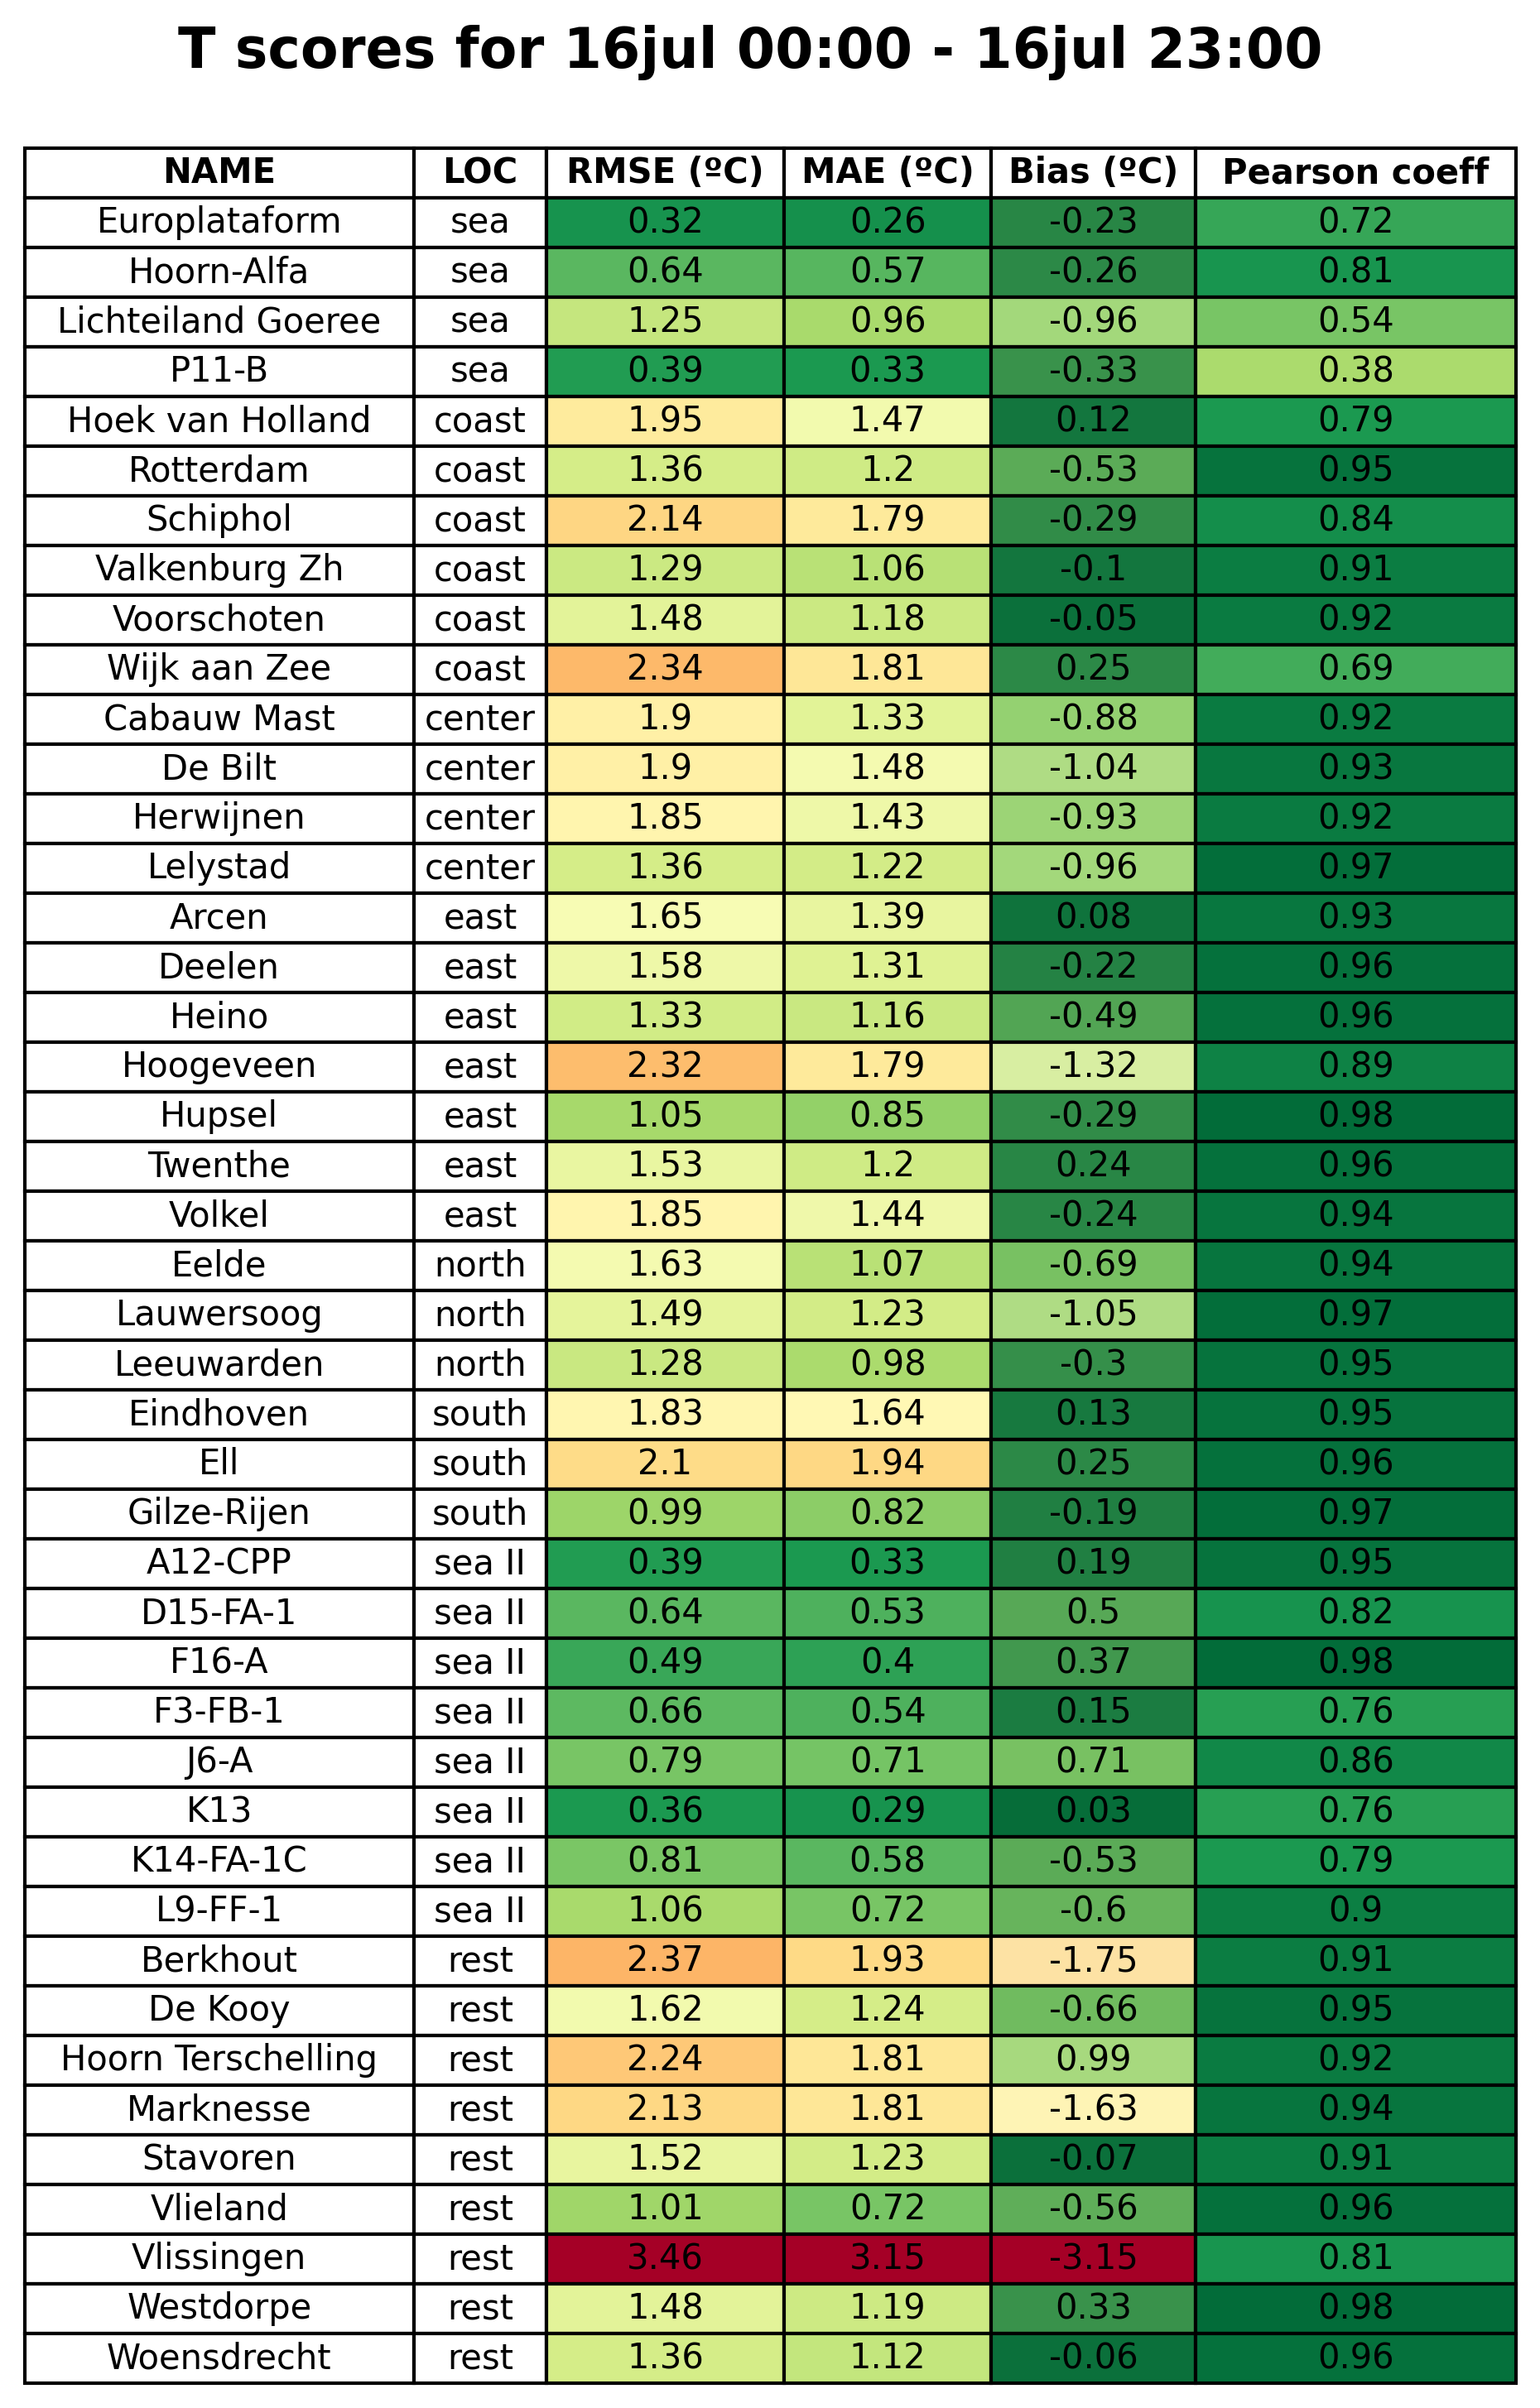 T scores for 16jul 00:00 - 16jul 23:00
NAME LOC RMSE (ºC) MAE (ºC) Bias (ºC) Pearson coeff
Europlataform sea 0.32 0.26 -0.23 0.72
Hoorn-Alfa sea 0.64 0.57 -0.26 0.81
Lichteiland Goeree sea 1.25 0.96 -0.96 0.54
P11-B sea 0.39 0.33 -0.33 0.38
Hoek van Holland coast 1.95 1.47 0.12 0.79
Rotterdam coast 1.36 1.2 -0.53 0.95
Schiphol coast 2.14 1.79 -0.29 0.84
Valkenburg Zh coast 1.29 1.06 -0.1 0.91
Voorschoten coast 1.48 1.18 -0.05 0.92
Wijk aan Zee coast 2.34 1.81 0.25 0.69
Cabauw Mast center 1.9 1.33 -0.88 0.92
De Bilt center 1.9 1.48 -1.04 0.93
Herwijnen center 1.85 1.43 -0.93 0.92
Lelystad center 1.36 1.22 -0.96 0.97
Arcen east 1.65 1.39 0.08 0.93
Deelen east 1.58 1.31 -0.22 0.96
Heino east 1.33 1.16 -0.49 0.96
Hoogeveen east 2.32 1.79 -1.32 0.89
Hupsel east 1.05 0.85 -0.29 0.98
Twenthe east 1.53 1.2 0.24 0.96
Volkel east 1.85 1.44 -0.24 0.94
Eelde north 1.63 1.07 -0.69 0.94
Lauwersoog north 1.49 1.23 -1.05 0.97
Leeuwarden north 1.28 0.98 -0.3 0.95
Eindhoven south 1.83 1.64 0.13 0.95
Ell south 2.1 1.94 0.25 0.96
Gilze-Rijen south 0.99 0.82 -0.19 0.97
A12-CPP sea II 0.39 0.33 0.19 0.95
D15-FA-1 sea II 0.64 0.53 0.5 0.82
F16-A sea II 0.49 0.4 0.37 0.98
F3-FB-1 sea II 0.66 0.54 0.15 0.76
J6-A sea II 0.79 0.71 0.71 0.86
K13 sea II 0.36 0.29 0.03 0.76
K14-FA-1C sea II 0.81 0.58 -0.53 0.79
L9-FF-1 sea II 1.06 0.72 -0.6 0.9
Berkhout rest 2.37 1.93 -1.75 0.91
De Kooy rest 1.62 1.24 -0.66 0.95
Hoorn Terschelling rest 2.24 1.81 0.99 0.92
Marknesse rest 2.13 1.81 -1.63 0.94
Stavoren rest 1.52 1.23 -0.07 0.91
Vlieland rest 1.01 0.72 -0.56 0.96
Vlissingen rest 3.46 3.15 -3.15 0.81
Westdorpe rest 1.48 1.19 0.33 0.98
Woensdrecht rest 1.36 1.12 -0.06 0.96